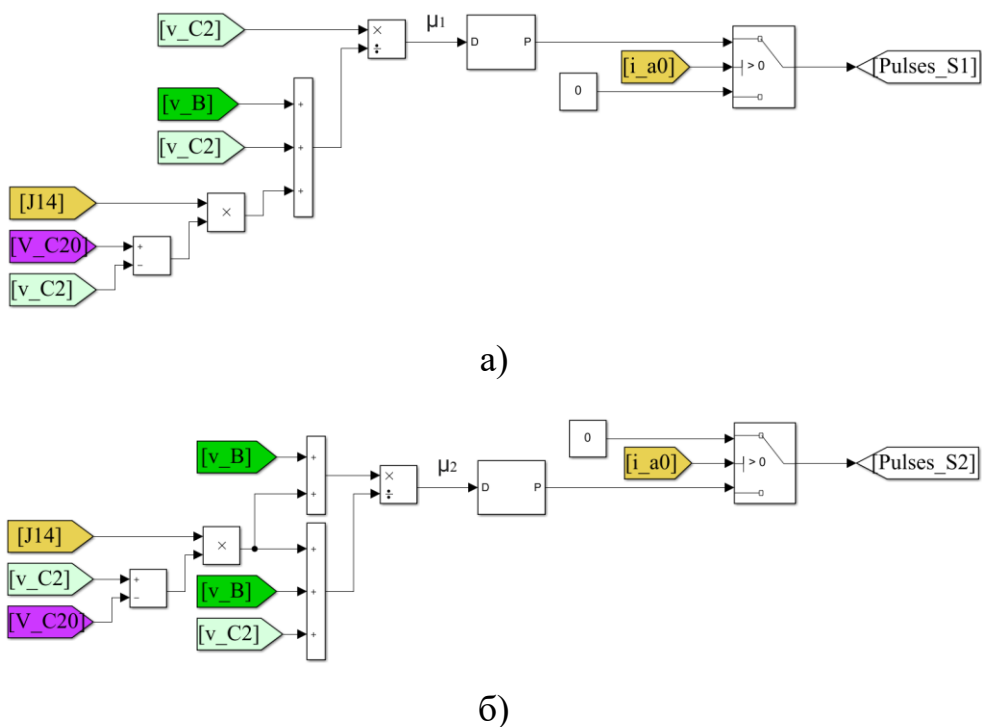 [v_C2]
×
÷
μ1
D
P
[i_a0]
> 0
[Pulses_S1]
0
[v_B]
+
[v_C2]
+
+
[J14]
×
[V_C20]
+
−
[v_C2]
а)
0
[v_B]
+
+
×
÷
μ2
D
P
[i_a0]
> 0
[Pulses_S2]
[J14]
×
+
[v_C2]
+
−
[v_B]
+
[V_C20]
[v_C2]
+
б)